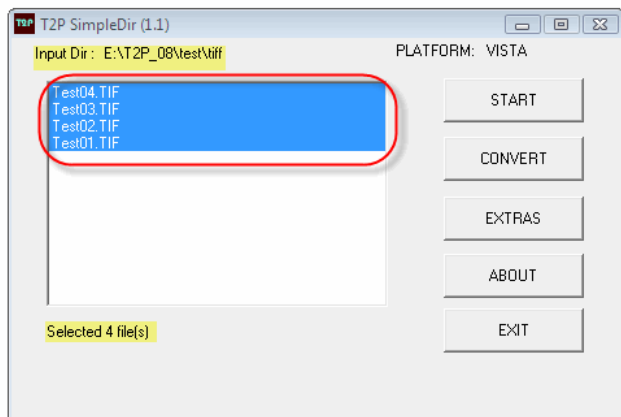 T2P T2P SimpleDir (1.1)
Input Dir : E:\T2P_08\test\tiff
PLATFORM: VISTA
Test04.TIF
Test03.TIF
Test02.TIF
Test01.TIF
START
CONVERT
EXTRAS
ABOUT
EXIT
Selected 4 file(s)